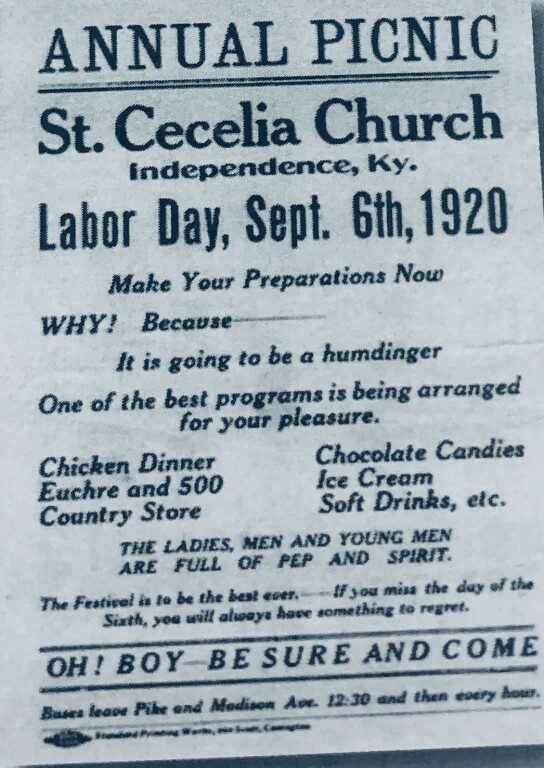 ANNUAL PICNIC
St. Cecelia Church
Independence, Ky.
Labor Day, Sept. 6th, 1920
Make Your Preparations Now
WHY! Because
It is going to be a humdinger
One of the best programs is being arranged
for your pleasure.
Chicken Dinner
Euchre and 500
Country Store
Chocolate Candies
Ice Cream
Soft Drinks, etc.
THE LADIES, MEN AND YOUNG MEN
ARE FULL OF PEP AND SPIRIT.
The Festival is to be the best ever. — If you miss the day of the
Sixth, you will always have something to regret.
OH! BOY—BE SURE AND COME
Buses leave Pike and Madison Ave. 12:30 and then every hour.
Standard Printing Works, Covington